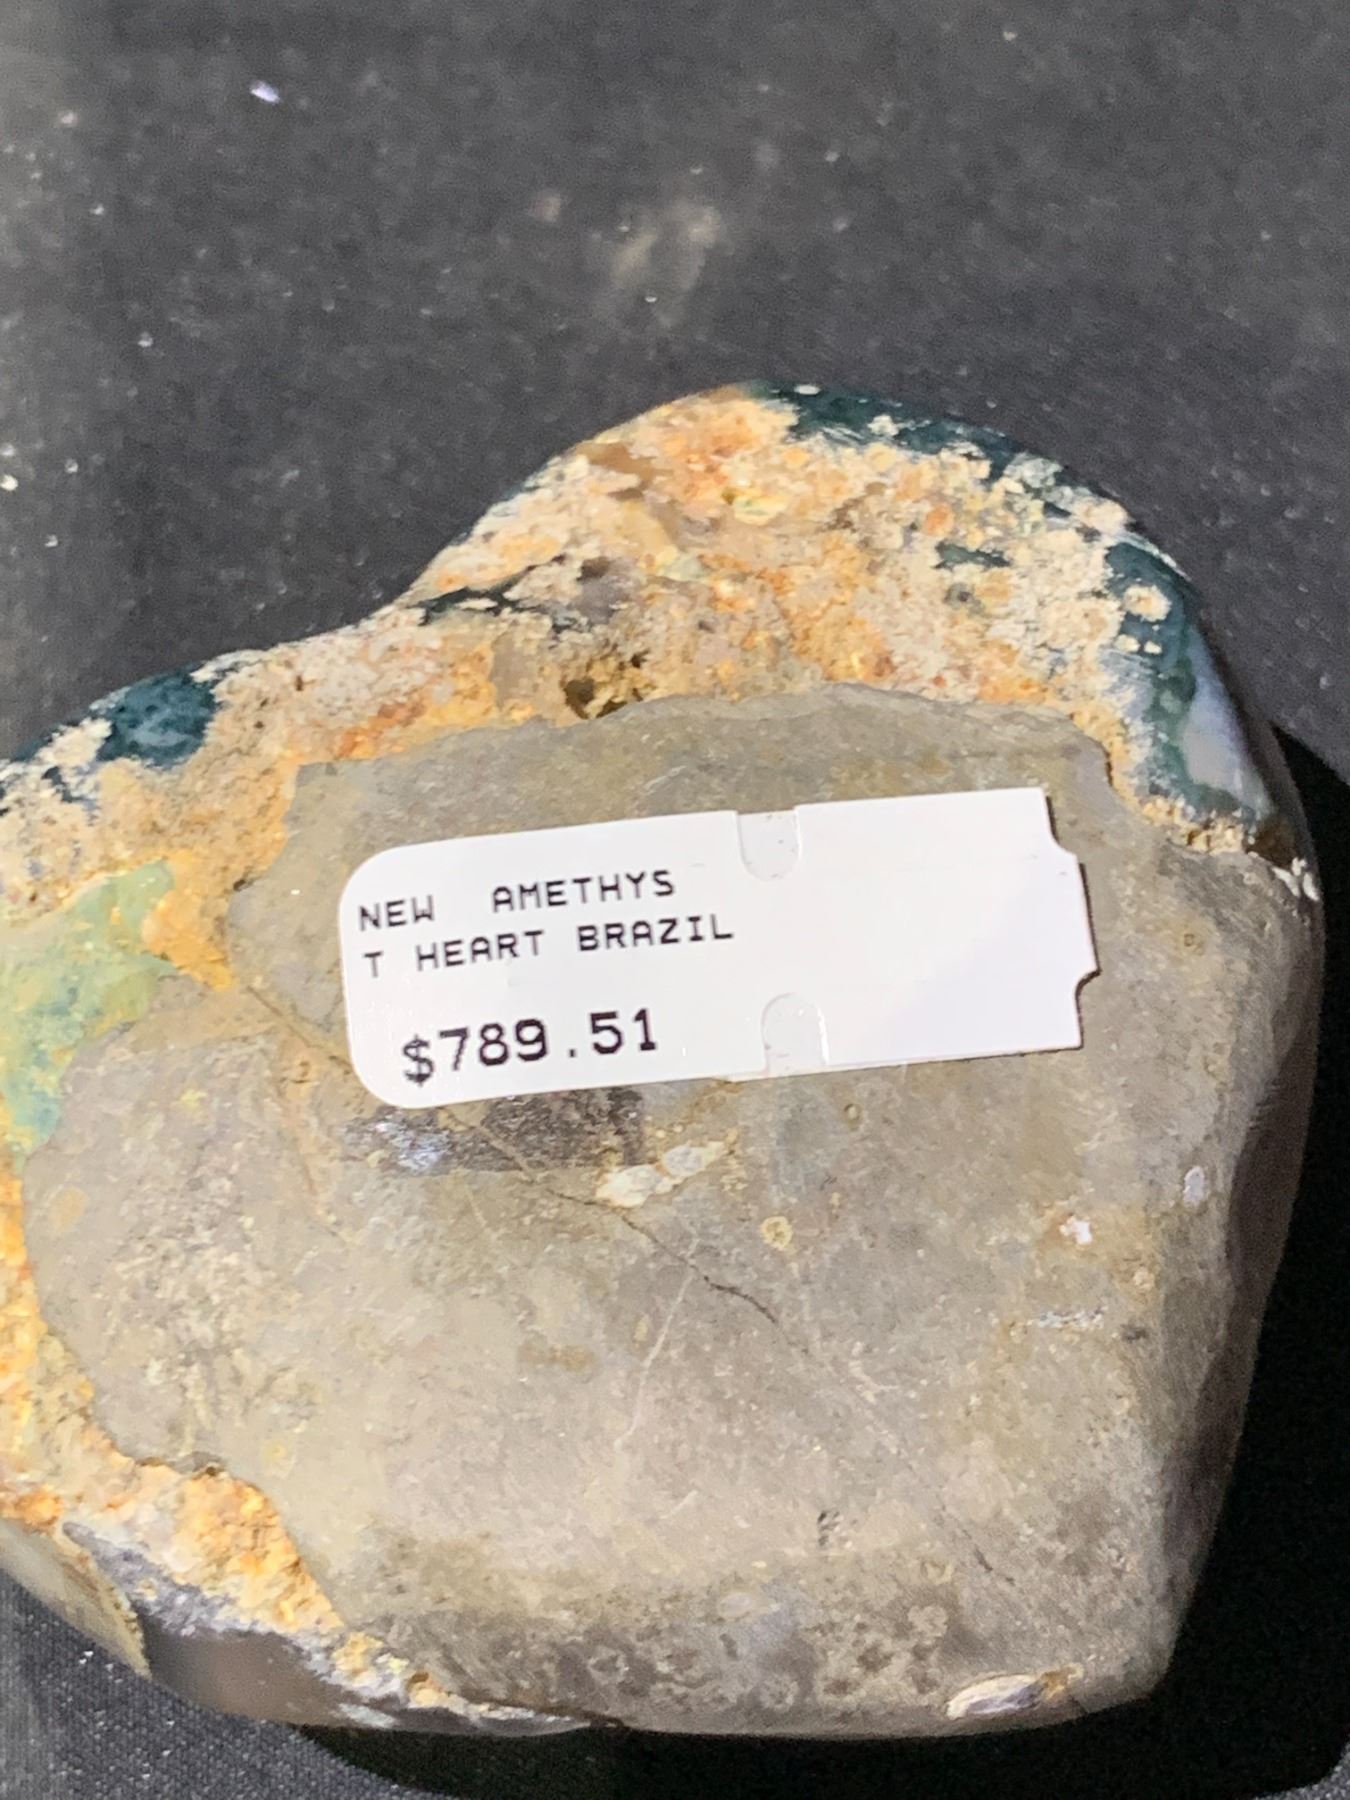 NEW AMETHYS
T HEART BRAZIL
$789.51